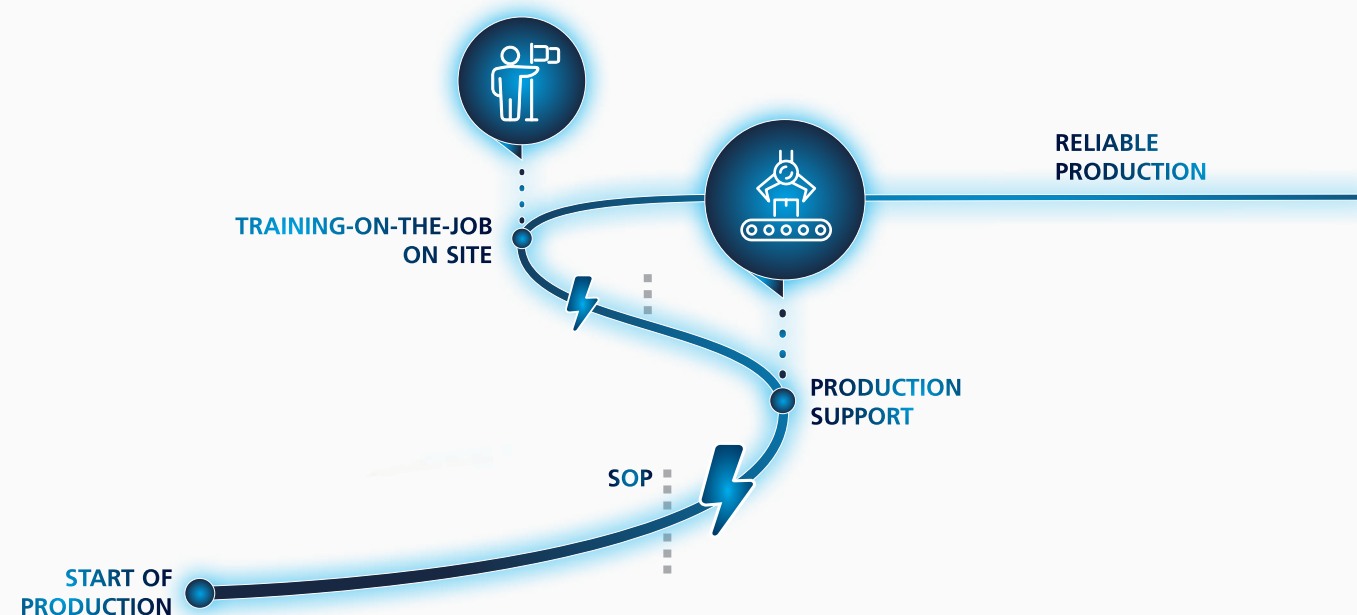 RELIABLE
PRODUCTION
TRAINING-ON-THE-JOB
ON SITE
PRODUCTION
SUPPORT
SOP
START OF
PRODUCTION